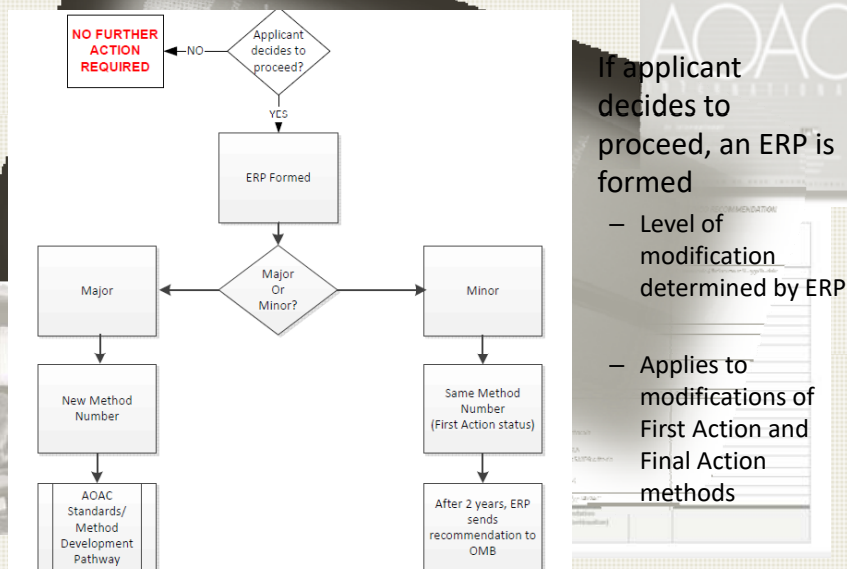 NO FURTHER
ACTION
REQUIRED
NO
Applicant
decides to
proceed?
YES
ERP Formed
Major
Or
Minor?
Major
Minor
New Method
Number
Same Method
Number
(First Action status)
AOAC
Standards/
Method
Development
Pathway
After 2 years, ERP
sends
recommendation to
OMB
AOAC
INTERNATIONAL
If applicant
decides to
proceed, an ERP is
formed
– Level of
modification
determined by ERP
– Applies to
modifications of
First Action and
Final Action
methods